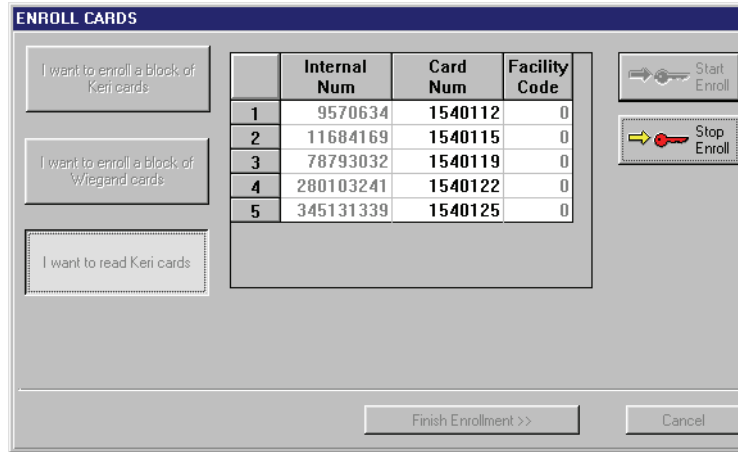 ENROLL CARDS
I want to enroll a block of
Keri cards
I want to enroll a block of
Wiegand cards
I want to read Keri cards
Internal Card Facility
Num Num Code
1 9570634 1540112 0
2 11684169 1540115 0
3 78793032 1540119 0
4 280103241 1540122 0
5 345131339 1540125 0
Start
Enroll
Stop
Enroll
Finish Enrollment >>
Cancel